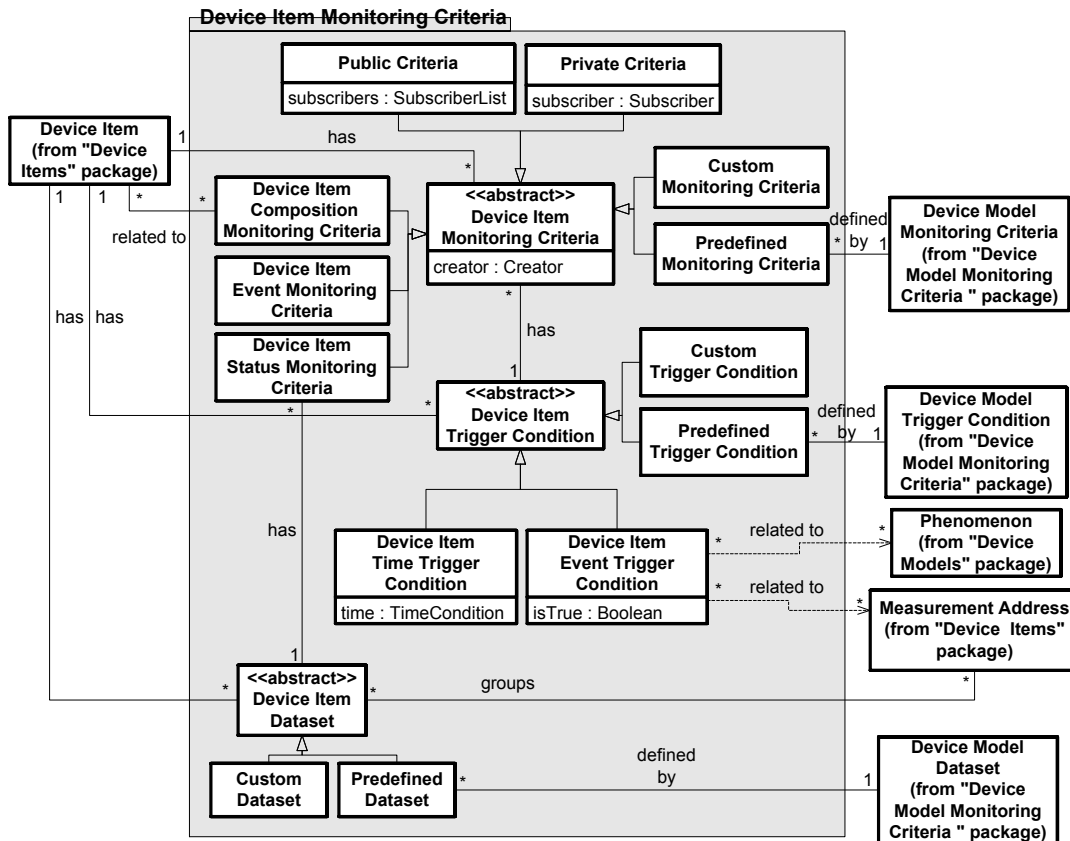 Device Item Monitoring Criteria
Public Criteria
subscribers : SubscriberList
Private Criteria
subscriber : Subscriber
Device Item
(from "Device
Items" package)
1
has
*
<<abstract>>
Device Item
Monitoring Criteria
creator : Creator
Custom
Monitoring Criteria
Predefined
Monitoring Criteria
*
defined
by
1
Device Model
Monitoring Criteria
(from "Device
Model Monitoring
Criteria " package)
1
1
*
*
related to
Device Item
Composition
Monitoring Criteria
Device Item
Event Monitoring
Criteria
Device Item
Status Monitoring
Criteria
has
has
*
has
1
<<abstract>>
Device Item
Trigger Condition
*
*
Custom
Trigger Condition
Predefined
Trigger Condition
*
defined
by
1
Device Model
Trigger Condition
(from "Device
Model Monitoring
Criteria" package)
has
1
Device Item
Time Trigger
Condition
time : TimeCondition
Device Item
Event Trigger
Condition
isTrue : Boolean
*
related to
*
Phenomenon
(from "Device
Models" package)
*
related to
*
Measurement Address
(from "Device Items"
package)
*
<<abstract>>
Device Item
Dataset
*
groups
*
Custom
Dataset
Predefined
Dataset
*
defined
by
1
Device Model
Dataset
(from "Device
Model Monitoring
Criteria " package)